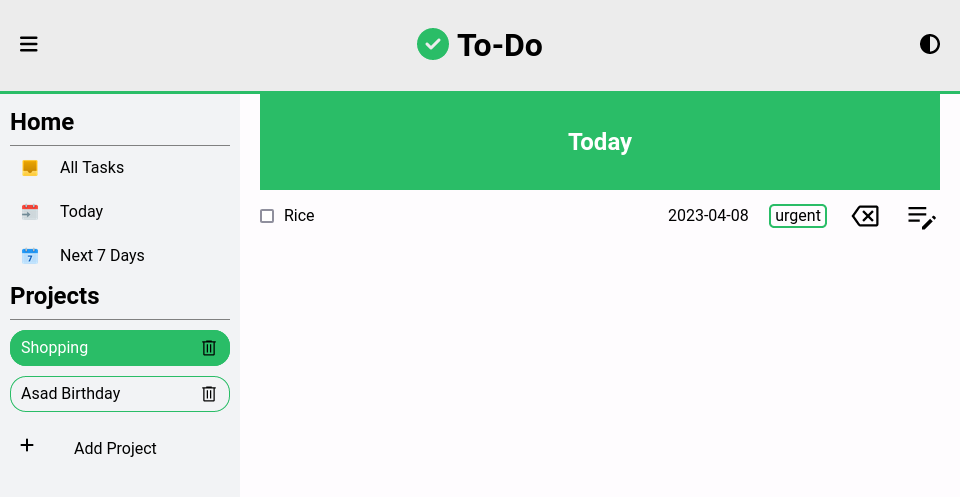 To-Do
Home
All Tasks
Today
7 Next 7 Days
Projects
Shopping
Asad Birthday
+ Add Project
Today
Rice 2023-04-08 urgent